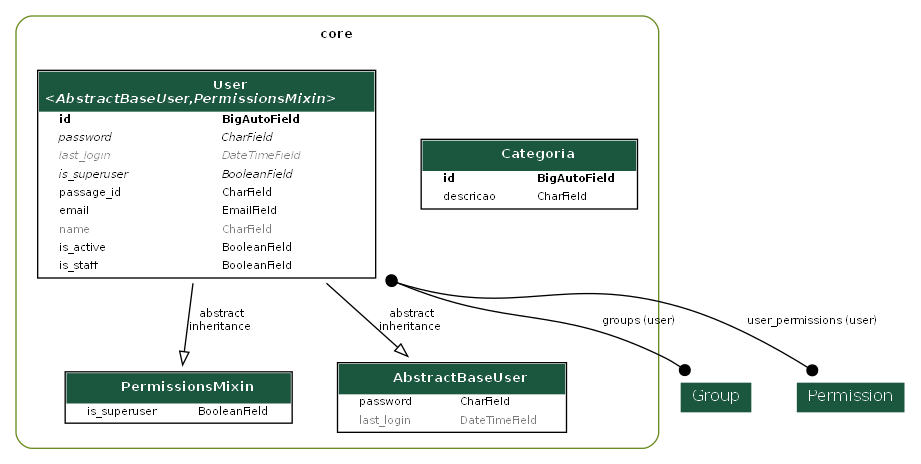 core
User
<AbstractBaseUser,PermissionsMixin>
id BigAutoField
password CharField
last_login DateTimeField
is_superuser BooleanField
passage_id CharField
email EmailField
name CharField
is_active BooleanField
is_staff BooleanField
Categoria
id BigAutoField
descricao CharField
abstract
inheritance
abstract
inheritance
groups (user)
user_permissions (user)
PermissionsMixin
is_superuser BooleanField
AbstractBaseUser
password CharField
last_login DateTimeField
Group
Permission